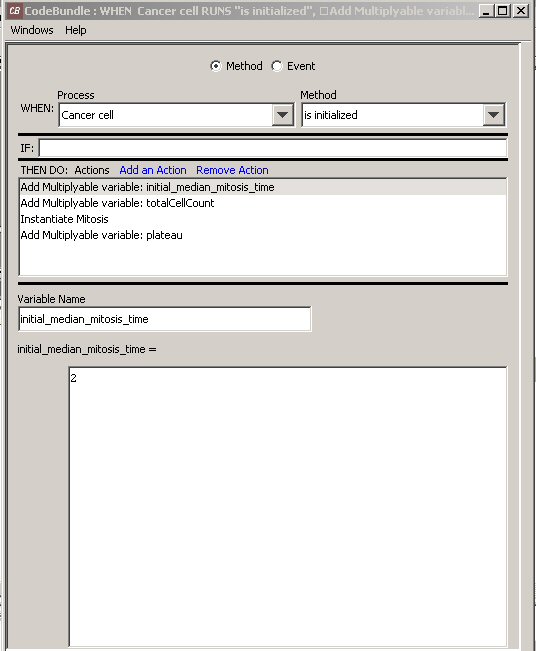 CB CodeBundle : WHEN Cancer cell RUNS "is initialized", □Add Multiplyable variabl...
Windows Help
Method Event
Process Method
WHEN: Cancer cell is initialized
IF:
THEN DO: Actions Add an Action Remove Action
Add Multiplyable variable: initial_median_mitosis_time
Add Multiplyable variable: totalCellCount
Instantiate Mitosis
Add Multiplyable variable: plateau
Variable Name
initial_median_mitosis_time
initial_median_mitosis_time =
2